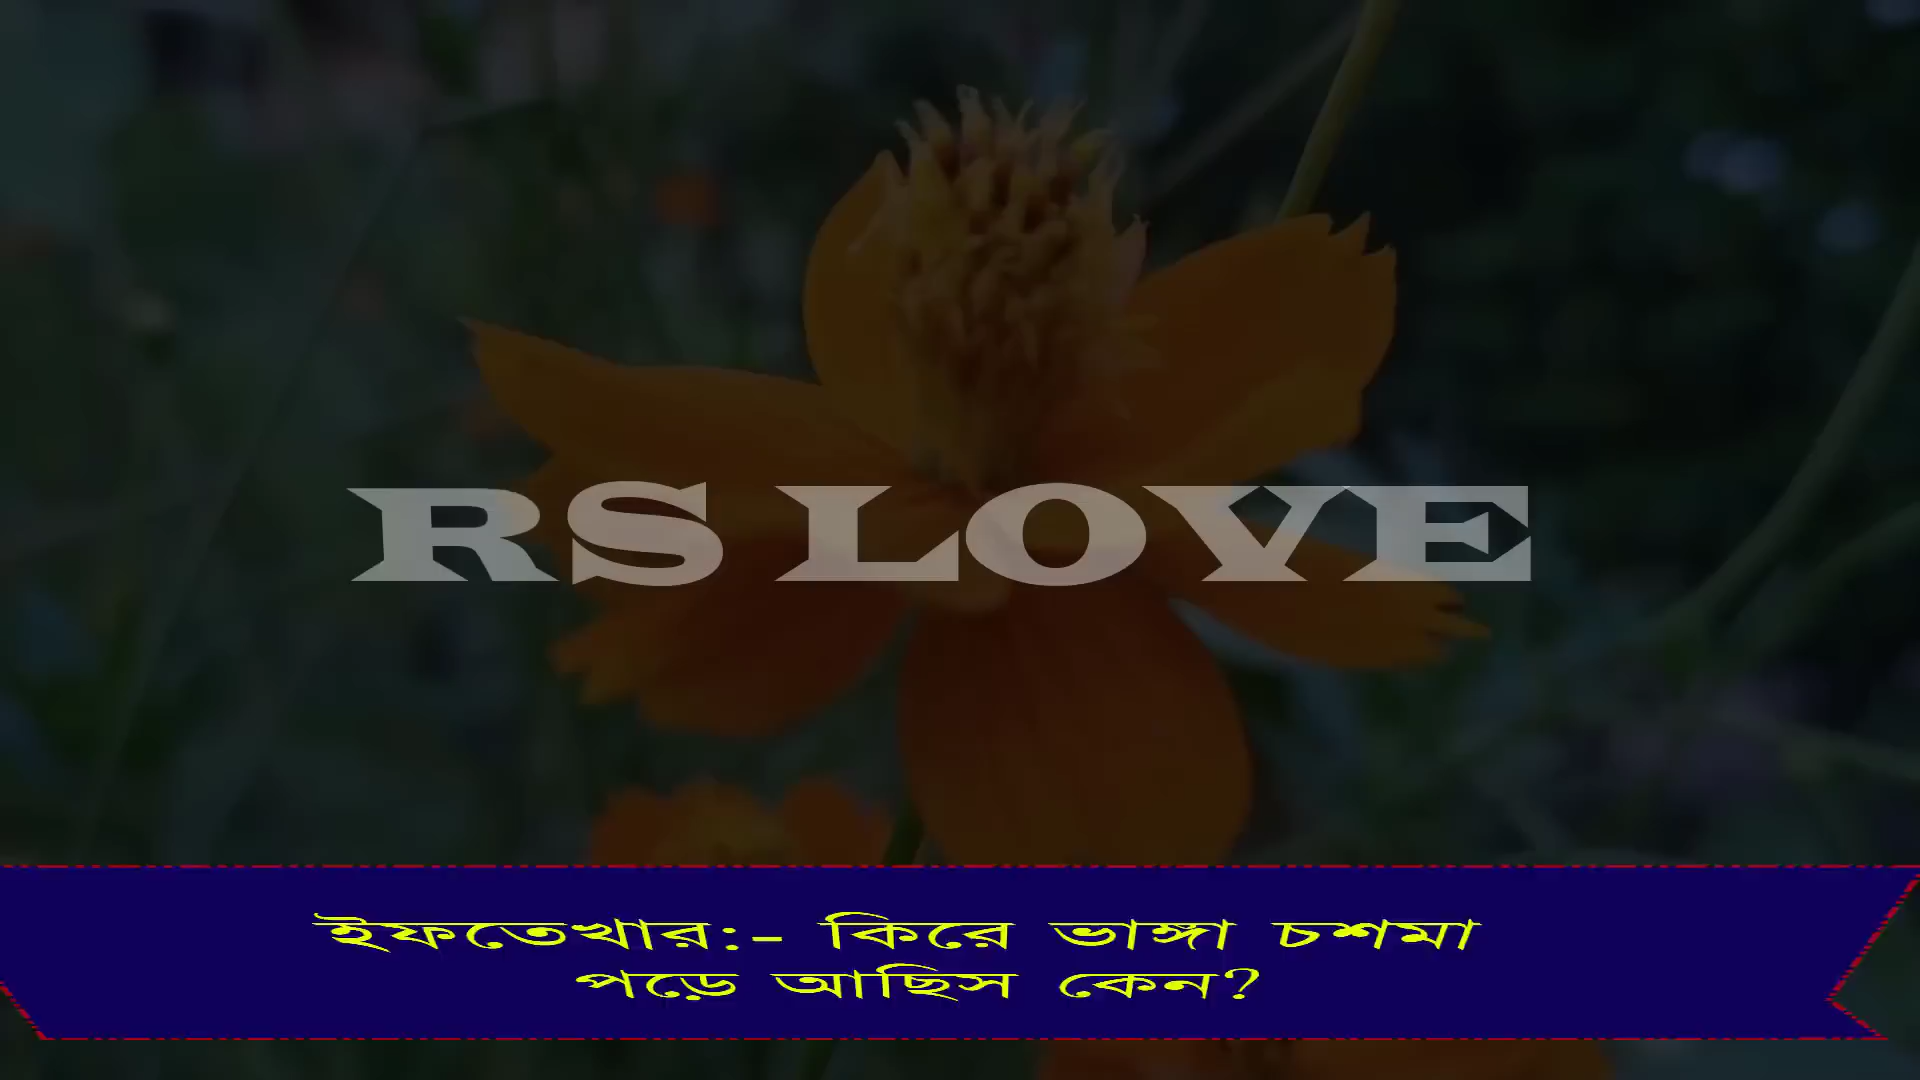 RS LOVE
ইফতেখার:- কিরে ভাঙ্গা চশমা
পড়ে আছিস কেন?